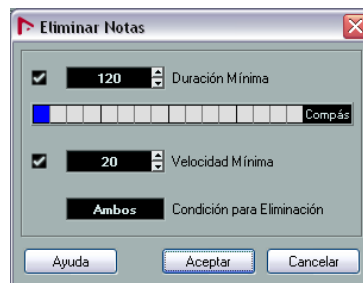 Eliminar Notas
120 Duración Mínima
Compás
20 Velocidad Mínima
Ambos Condición para Eliminación
Ayuda Aceptar Cancelar